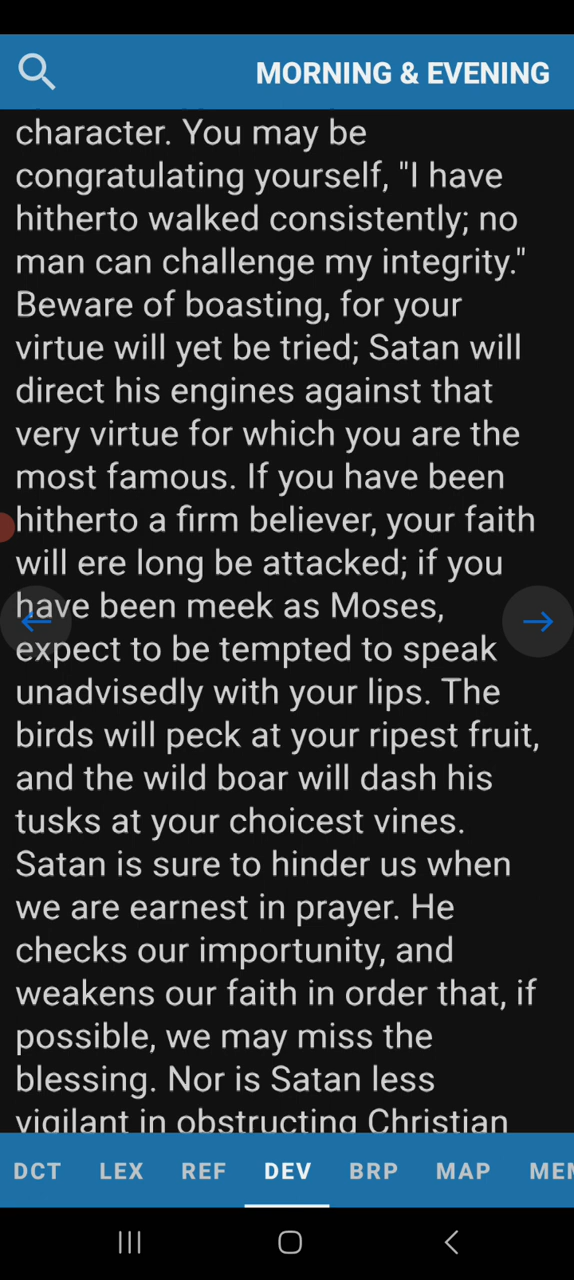 MORNING & EVENING
character. You may be
congratulating yourself, "I have
hitherto walked consistently; no
man can challenge my integrity."
Beware of boasting, for your
virtue will yet be tried; Satan will
direct his engines against that
very virtue for which you are the
most famous. If you have been
hitherto a firm believer, your faith
will ere long be attacked; if you
have been meek as Moses,
expect to be tempted to speak
unadvisedly with your lips. The
birds will peck at your ripest fruit,
and the wild boar will dash his
tusks at your choicest vines.
Satan is sure to hinder us when
we are earnest in prayer. He
checks our importunity, and
weakens our faith in order that, if
possible, we may miss the
blessing. Nor is Satan less
vigilant in obstructing Christian
DCT LEX REF DEV BRP MAP MEM